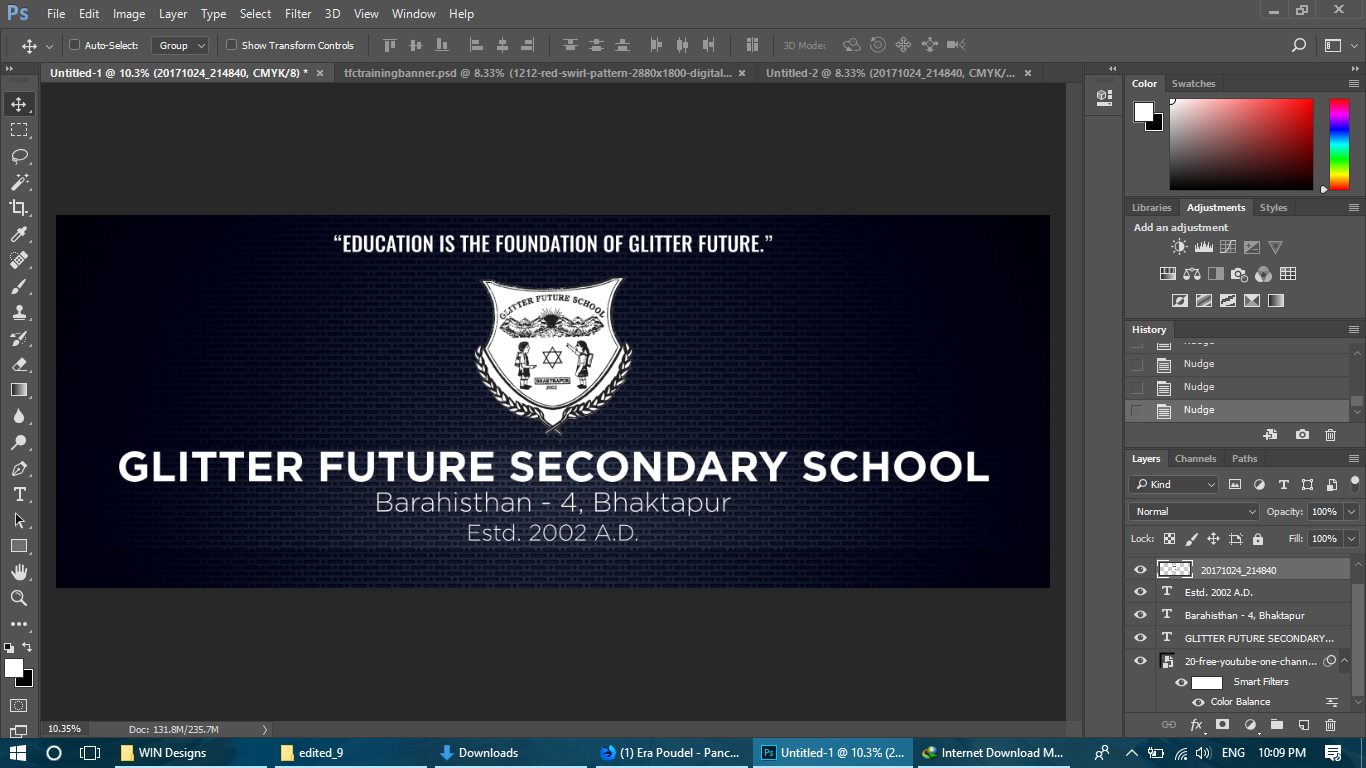 Ps File Edit Image Layer Type Select Filter 3D View Window Help
Auto-Select: Group Show Transform Controls 3D Mode:
Untitled-1 @ 10.3% (20171024_214840, CMYK/8) * × tfctrainingbanner.psd @ 8.33% (1212-red-swirl-pattern-2880x1800-digital... × Untitled-2 @ 8.33% (20171024_214840, CMYK/... ×
“EDUCATION IS THE FOUNDATION OF GLITTER FUTURE.”
GLITTER FUTURE SCHOOL
BHAKTAPUR
2002
GLITTER FUTURE SECONDARY SCHOOL
Barahisthan - 4, Bhaktapur
Estd. 2002 A.D.
10.35% Doc: 131.8M/235.7M
Color Swatches
Libraries Adjustments Styles
Add an adjustment
History
Nudge
Nudge
Nudge
Nudge
Layers Channels Paths
Kind
Normal Opacity: 100%
Lock: Fill: 100%
20171024_214840
T Estd. 2002 A.D.
T Barahisthan - 4, Bhaktapur
T GLITTER FUTURE SECONDARY...
20-free-youtube-one-chann...
Smart Filters
Color Balance
fx
WIN Designs edited_9 Downloads (1) Era Poudel - Panc... Ps Untitled-1 @ 10.3% (2... Internet Download M... ENG 10:09 PM